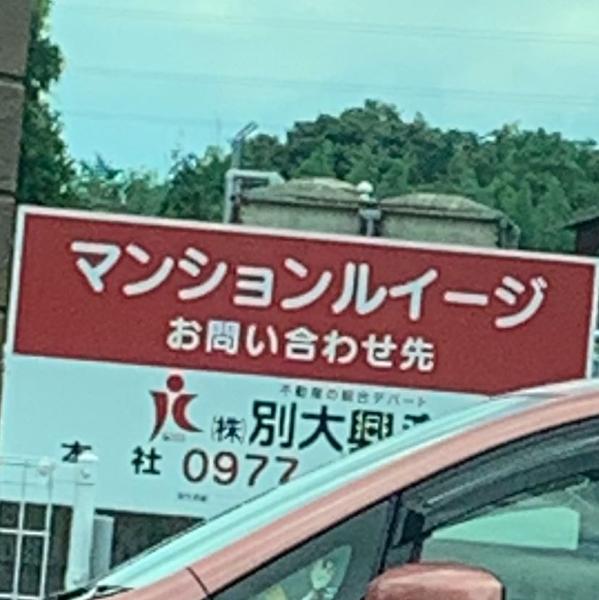 マンションルイージ
お問い合わせ先
不動産の総合デパート
㈱別大興
本 社 0977